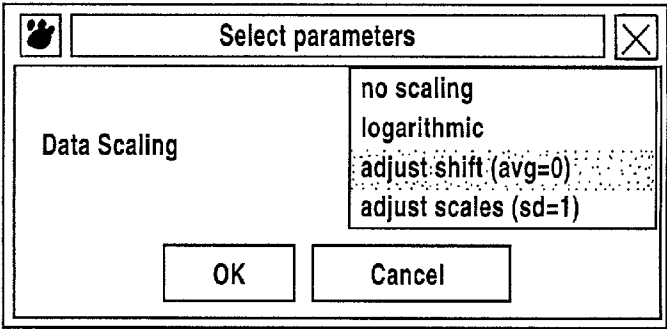 Select parameters
no scaling
logarithmic
Data Scaling
adjust shift (avg=0)
adjust scales (sd=1)
OK
Cancel